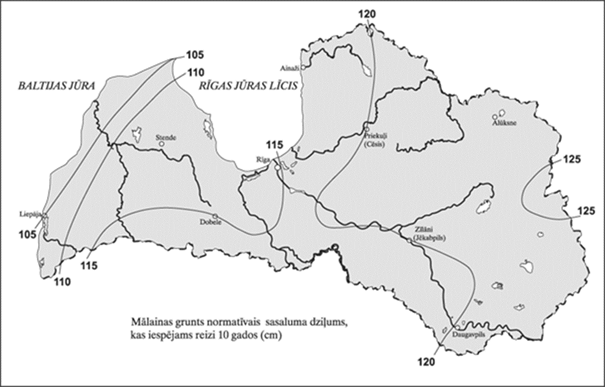 120
105
Ainaži
110
BALTIJAS JŪRA
RĪGAS JŪRAS LĪCIS
Alūksne
Priekuļi
(Cēsis)
Stende
115
Rīga
125
Liepāja
125
105
Dobele
Zīlāni
(Jēkabpils)
115
110
Mālainas grunts normatīvais sasaluma dziļums,
kas iespējams reizi 10 gados (cm)
Daugavpils
120